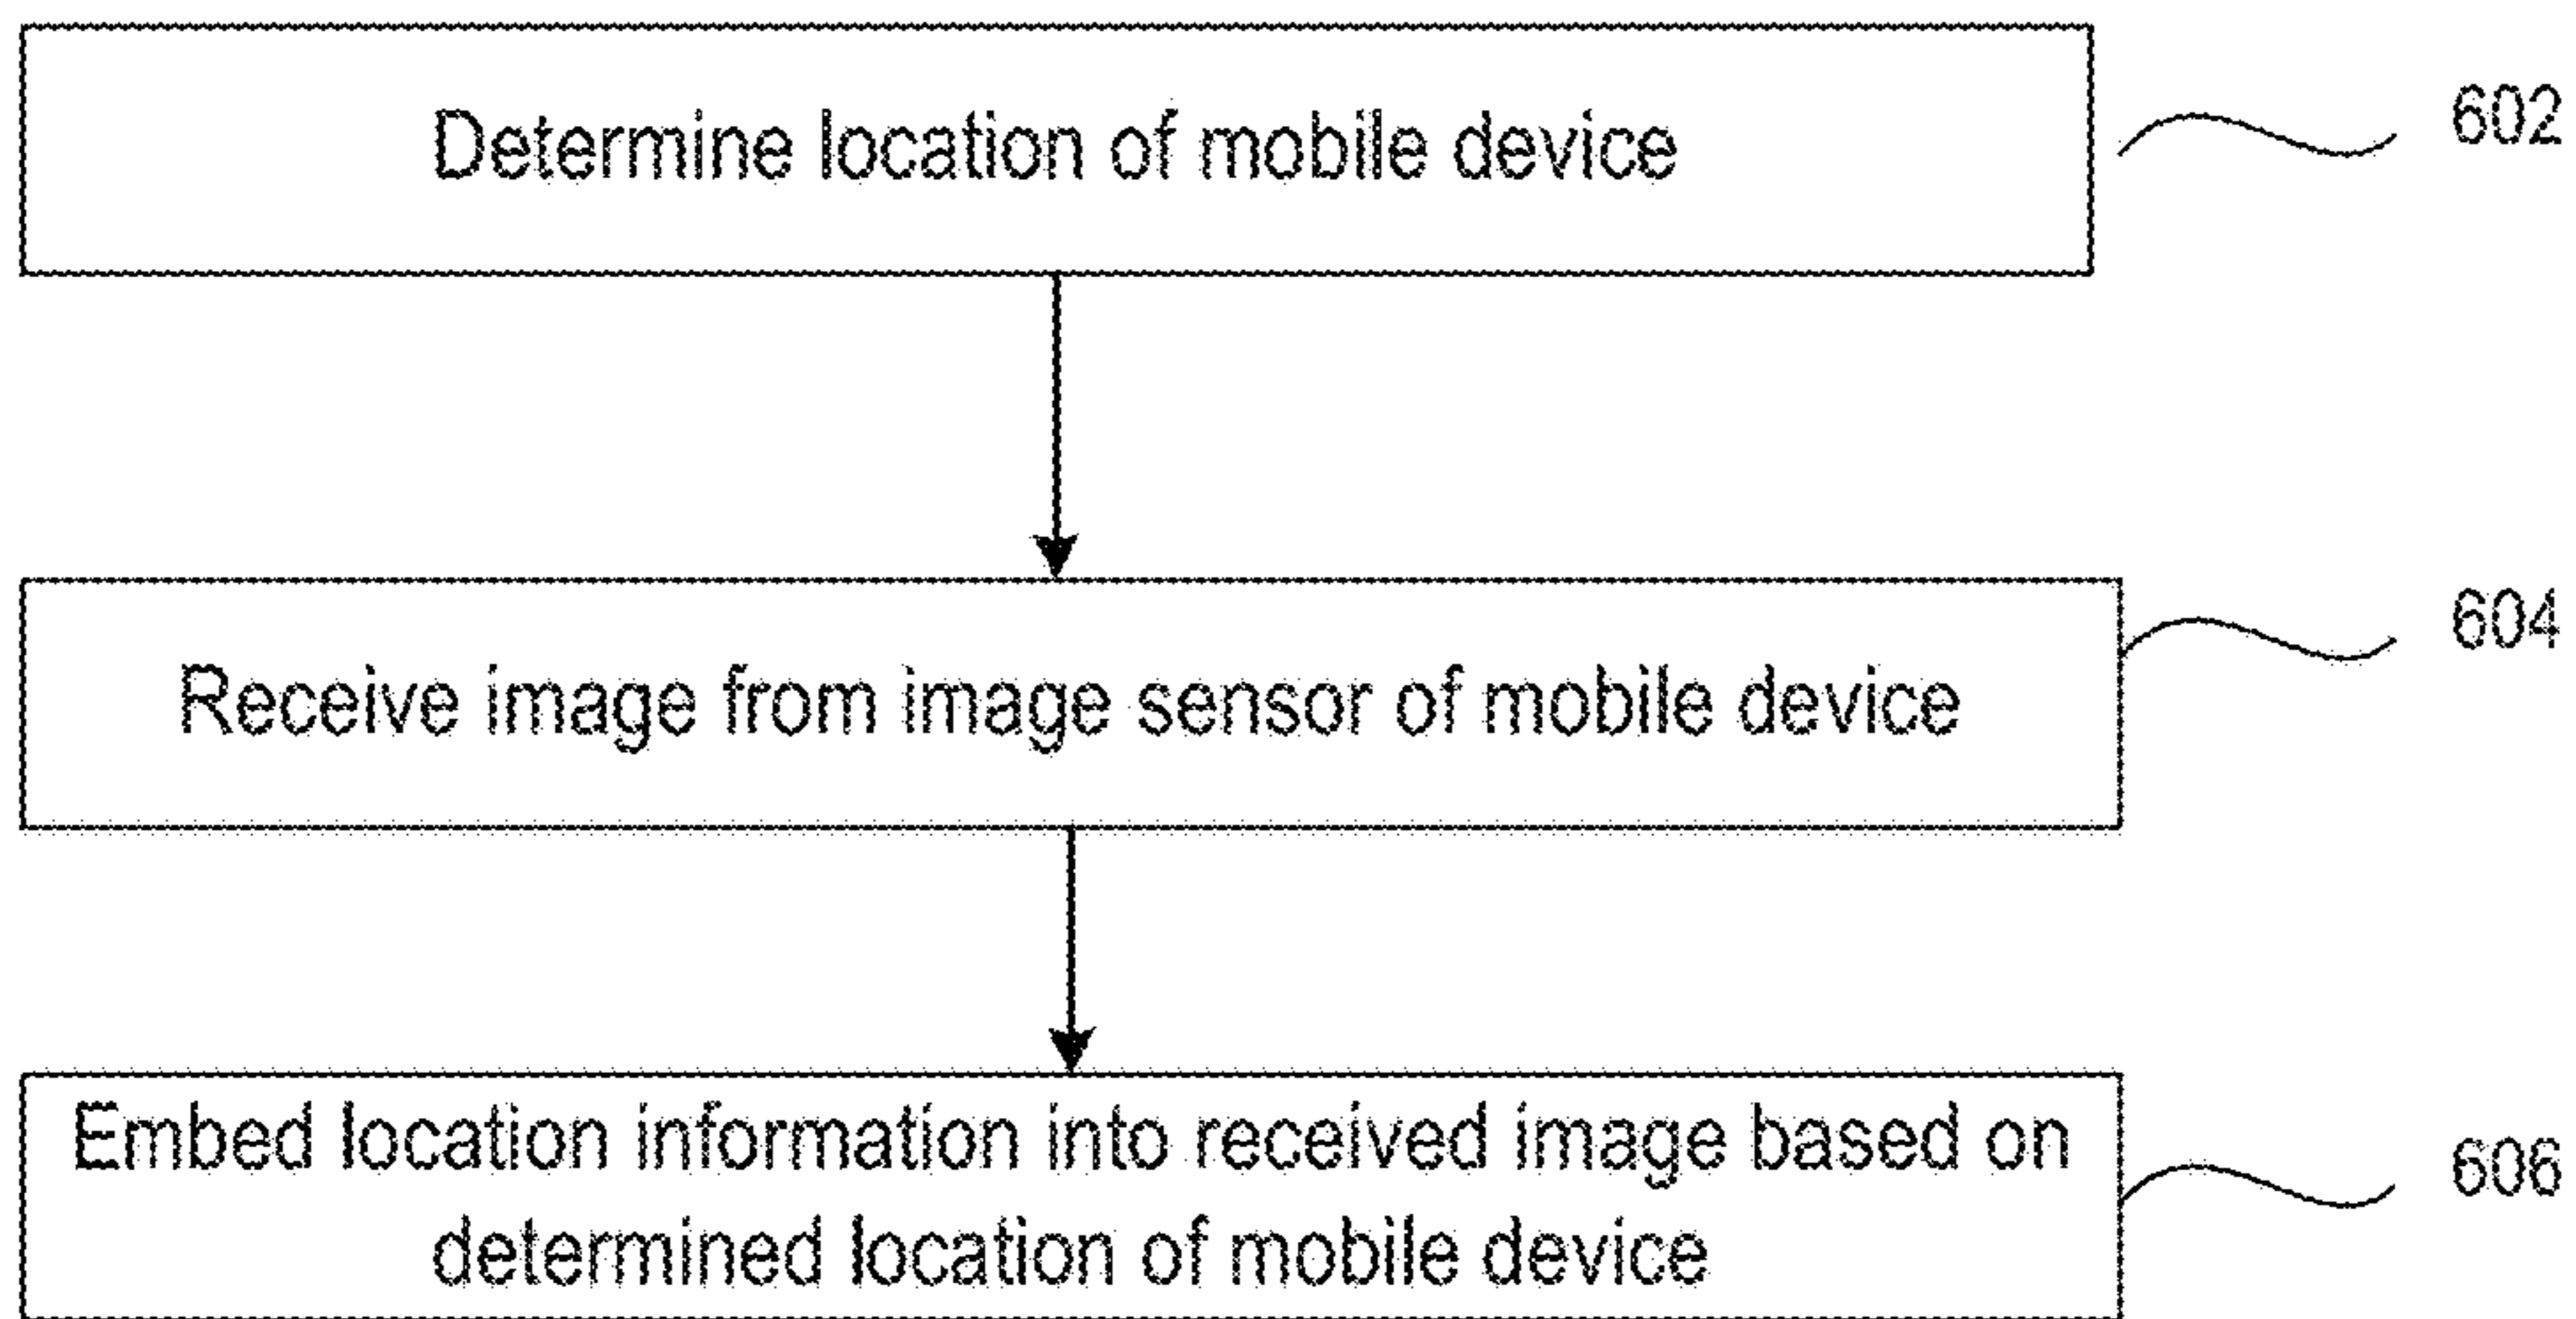 Determine location of mobile device
602
Receive image from image sensor of mobile device
604
Embed location information into received image based on
determined location of mobile device
606